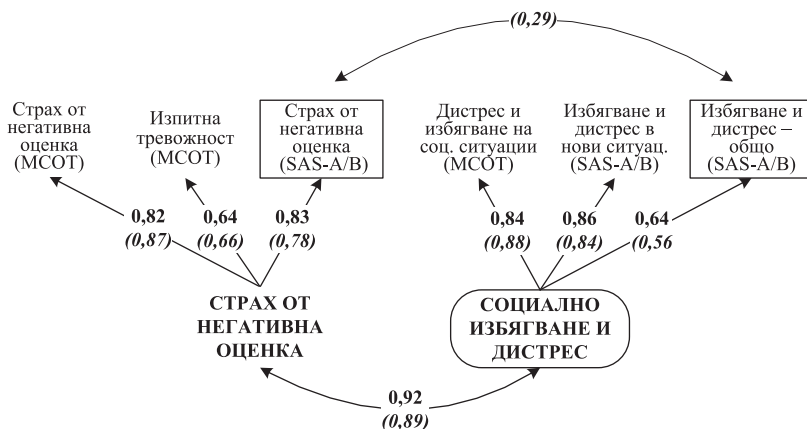 (0,29)
Страх от
негативна
оценка
(МСОТ)
Изпитна
тревожност
(МСОТ)
Страх от
негативна
оценка
(SAS-A/B)
Дистрес и
избягване на
соц. ситуации
(МСОТ)
Избягване и
дистрес в
нови ситуац.
(SAS-A/B)
Избягване и
дистрес –
общо
(SAS-A/B)
0,82
(0,87)
0,64
(0,66)
0,83
(0,78)
0,84
(0,88)
0,86
(0,84)
0,64
(0,56
СТРАХ ОТ
НЕГАТИВНА
ОЦЕНКА
СОЦИАЛНО
ИЗБЯГВАНЕ И
ДИСТРЕС
0,92
(0,89)